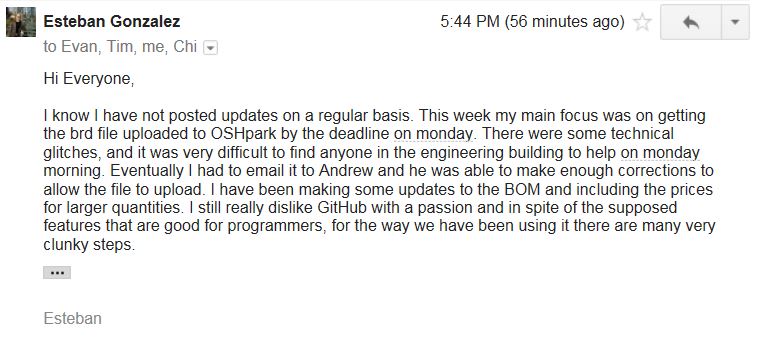 Esteban Gonzalez 5:44 PM (56 minutes ago)
to Evan, Tim, me, Chi
Hi Everyone,
I know I have not posted updates on a regular basis. This week my main focus was on getting
the brd file uploaded to OSHpark by the deadline on monday. There were some technical
glitches, and it was very difficult to find anyone in the engineering building to help on monday
morning. Eventually I had to email it to Andrew and he was able to make enough corrections to
allow the file to upload. I have been making some updates to the BOM and including the prices
for larger quantities. I still really dislike GitHub with a passion and in spite of the supposed
features that are good for programmers, for the way we have been using it there are many very
clunky steps.
Esteban